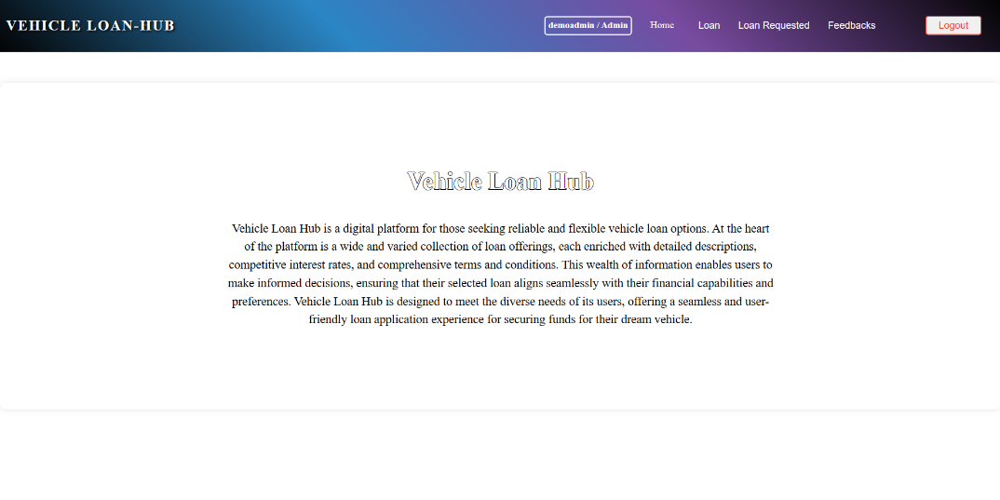 VEHICLE LOAN-HUB
demoadmin / Admin
Home
Loan
Loan Requested
Feedbacks
Logout
Vehicle Loan Hub
Vehicle Loan Hub is a digital platform for those seeking reliable and flexible vehicle loan options. At the heart
of the platform is a wide and varied collection of loan offerings, each enriched with detailed descriptions,
competitive interest rates, and comprehensive terms and conditions. This wealth of information enables users to
make informed decisions, ensuring that their selected loan aligns seamlessly with their financial capabilities and
preferences. Vehicle Loan Hub is designed to meet the diverse needs of its users, offering a seamless and user-
friendly loan application experience for securing funds for their dream vehicle.